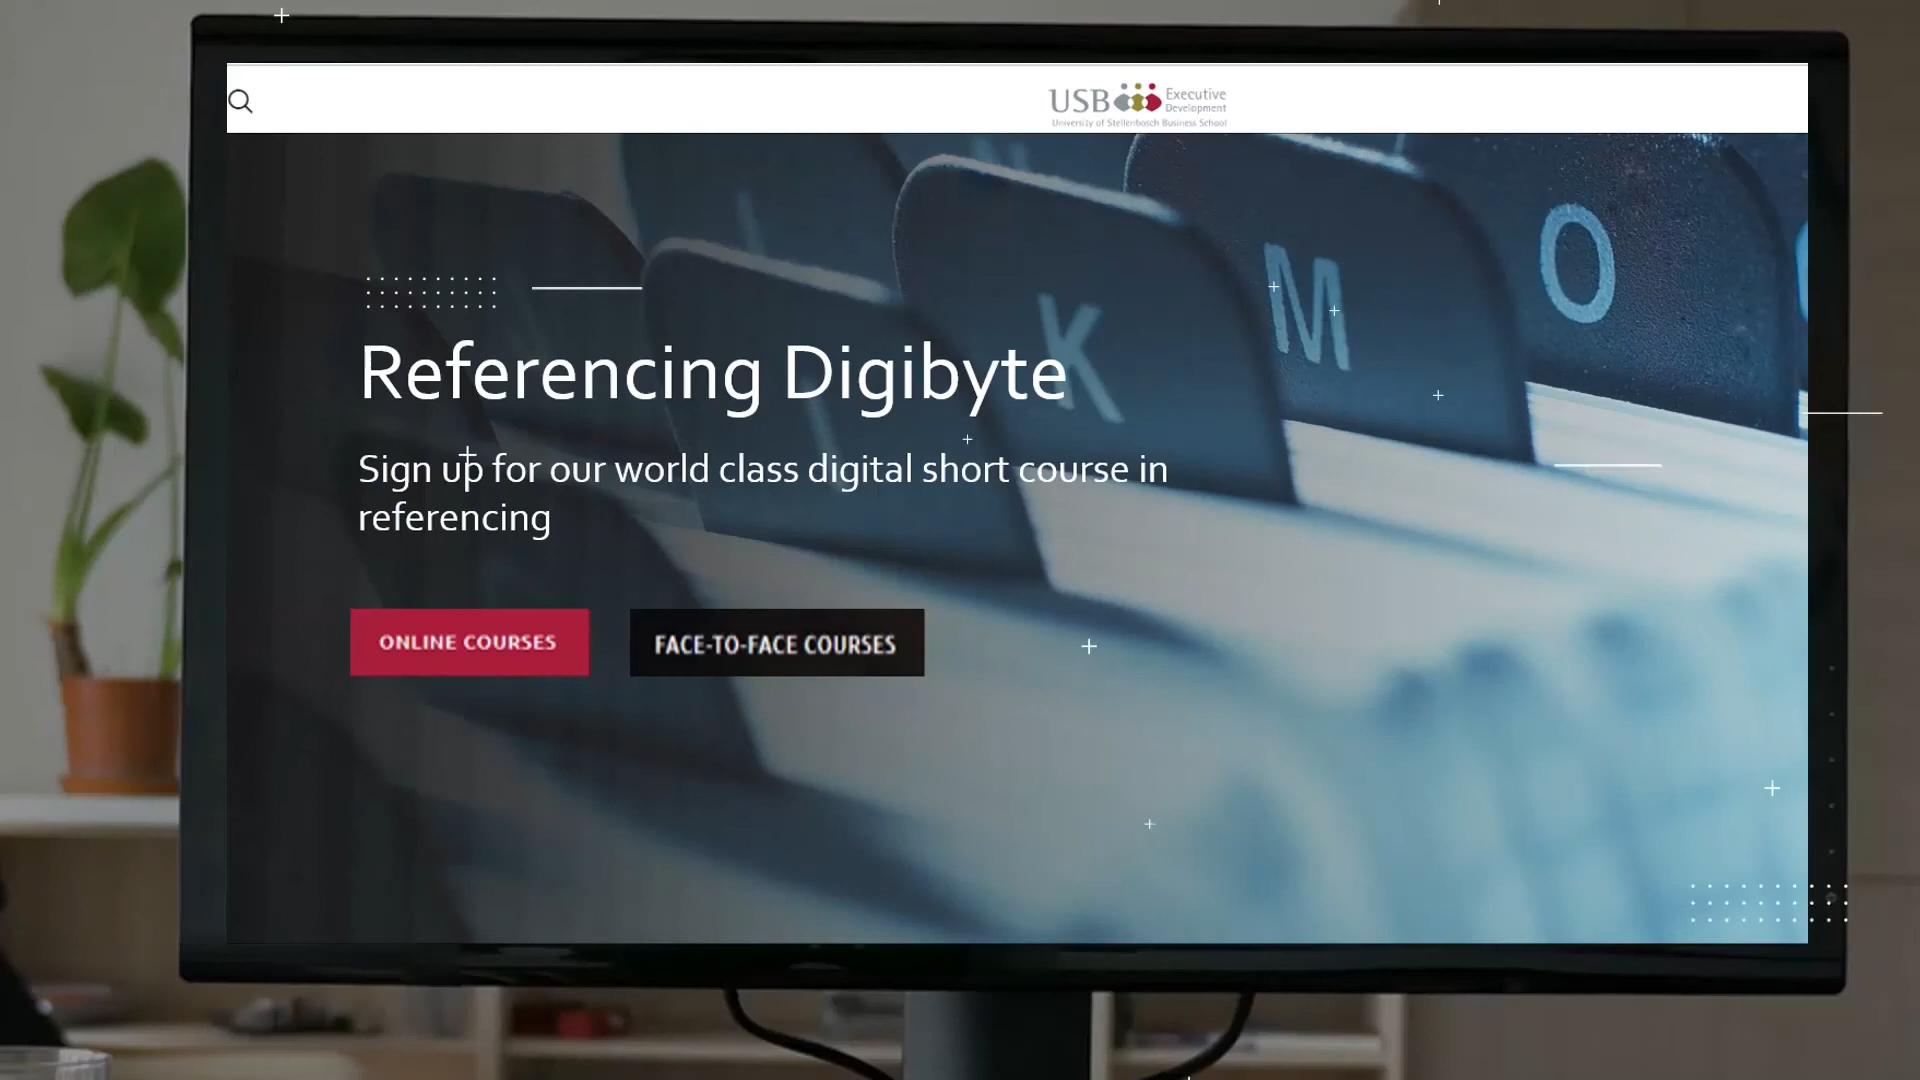 USB Executive
Development
University of Stellenbosch Business School
K
M
O
Referencing Digibyte
Sign up for our world class digital short course in
referencing
ONLINE COURSES
FACE-TO-FACE COURSES